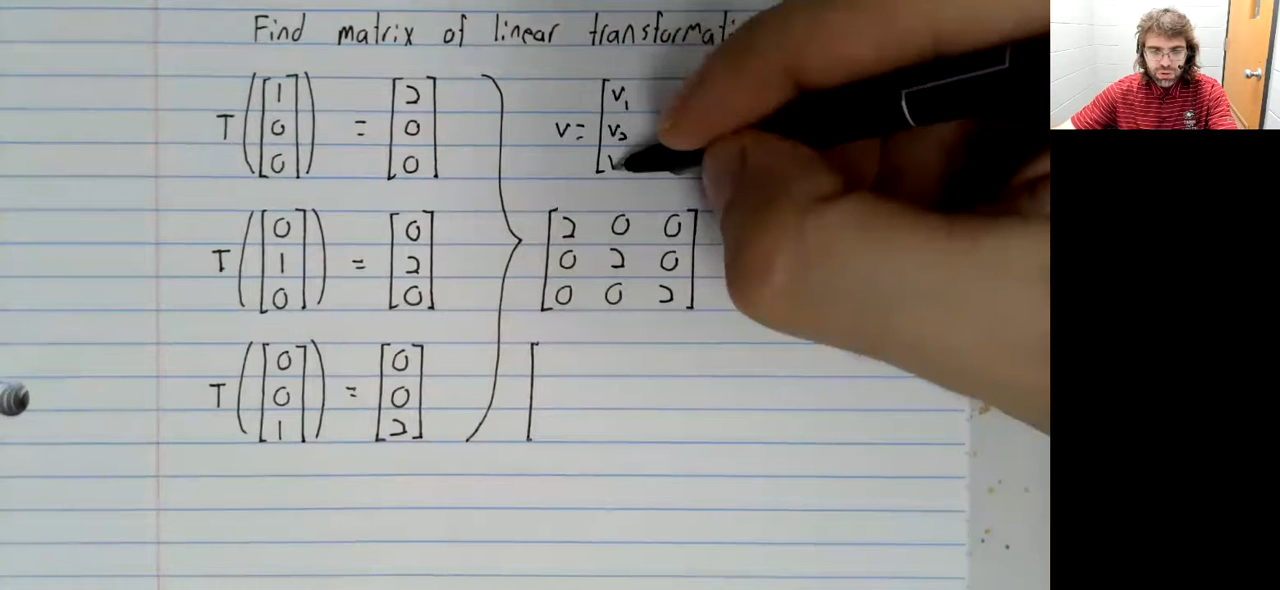 Find matrix of linear
T([1 0 0]) = [2 0 0]
v = [v₁ v₂
T([0 1 0]) = [0 2 0]
[2 0 0
0 2 0
0 0 2]
T([0 0 1]) = [0 0 2]
[